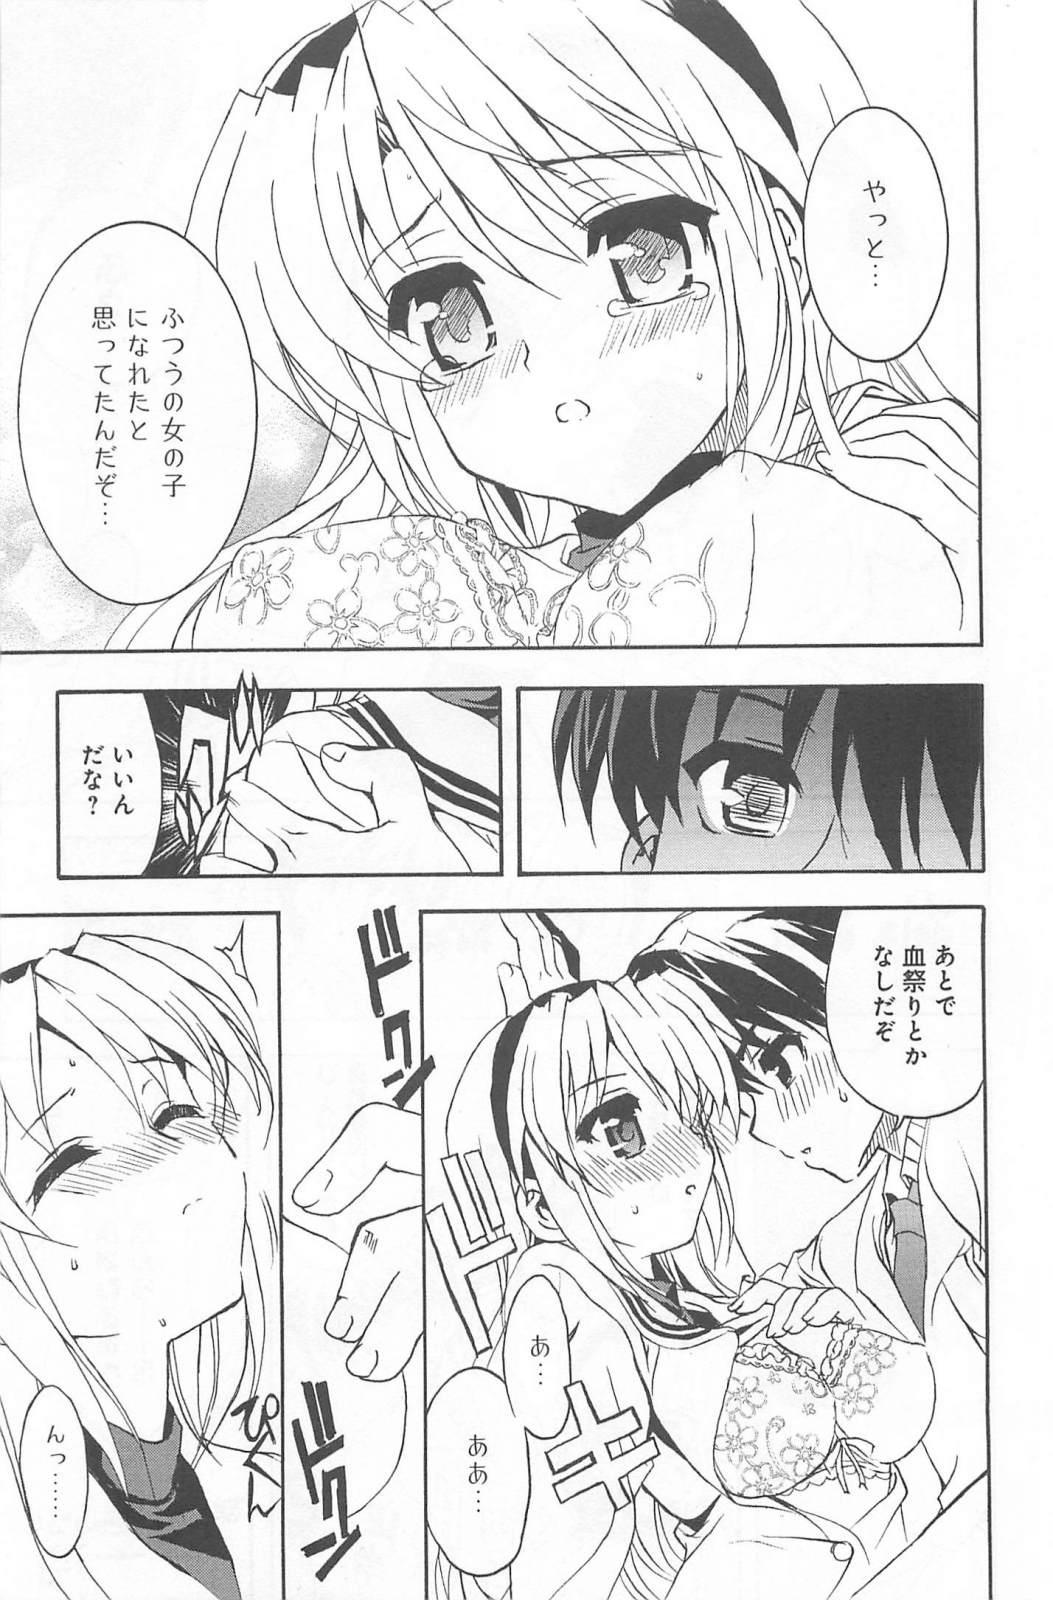 やっと…
ふつうの女の子
になれたと
思ってたんだぞ…
いいん
だな？
あとで
血祭りとか
なしだぞ
ドキ
あ…
ああ…
ドクン
ドクン
ぴくん
んっ……